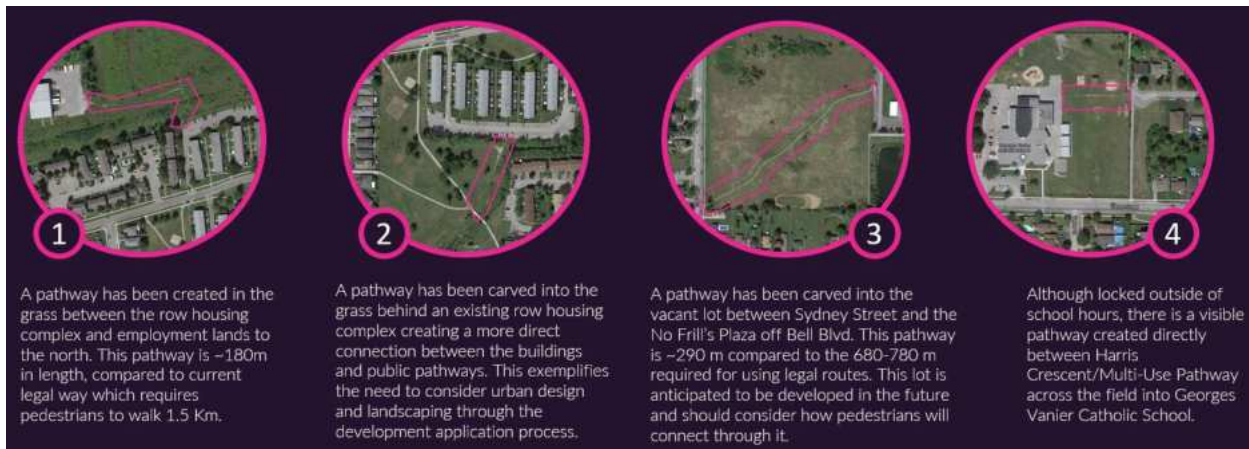 1
2
3
4
A pathway has been created in the
grass between the row housing
complex and employment lands to
the north. This pathway is ~180m
in length, compared to current
legal way which requires
pedestrians to walk 1.5 Km.
A pathway has been carved into the
grass behind an existing row housing
complex creating a more direct
connection between the buildings
and public pathways. This exemplifies
the need to consider urban design
and landscaping through the
development application process.
A pathway has been carved into the
vacant lot between Sydney Street and the
No Frill's Plaza off Bell Blvd. This pathway
is ~290 m compared to the 680-780 m
required for using legal routes. This lot is
anticipated to be developed in the future
and should consider how pedestrians will
connect through it.
Although locked outside of
school hours, there is a visible
pathway created directly
between Harris
Crescent/Multi-Use Pathway
across the field into Georges
Vanier Catholic School.